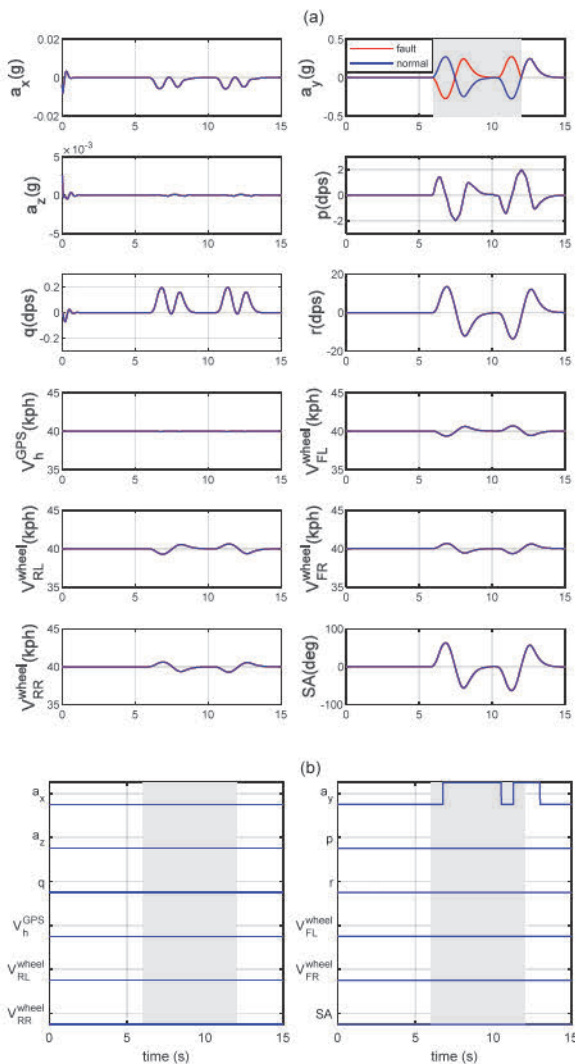 (a)
0.02
0
-0.02
a_x(g)
0 5 10 15
0.5
0
-0.5
a_y(g)
fault
normal
0 5 10 15
×10^-3
5
0
-5
a_z(g)
0 5 10 15
2
0
-2
p(dps)
0 5 10 15
0.2
0
-0.2
q(dps)
0 5 10 15
20
0
-20
r(dps)
0 5 10 15
45
40
35
V_h^GPS(kph)
0 5 10 15
45
40
35
V_FL^wheel(kph)
0 5 10 15
45
40
35
V_RL^wheel(kph)
0 5 10 15
45
40
35
V_FR^wheel(kph)
0 5 10 15
45
40
35
V_RR^wheel(kph)
0 5 10 15
100
0
-100
SA(deg)
0 5 10 15
(b)
a_x
a_z
q
V_h^GPS
V_RL^wheel
V_RR^wheel
0 5 10 15
time (s)
a_y
p
r
V_FL^wheel
V_FR^wheel
SA
0 5 10 15
time (s)